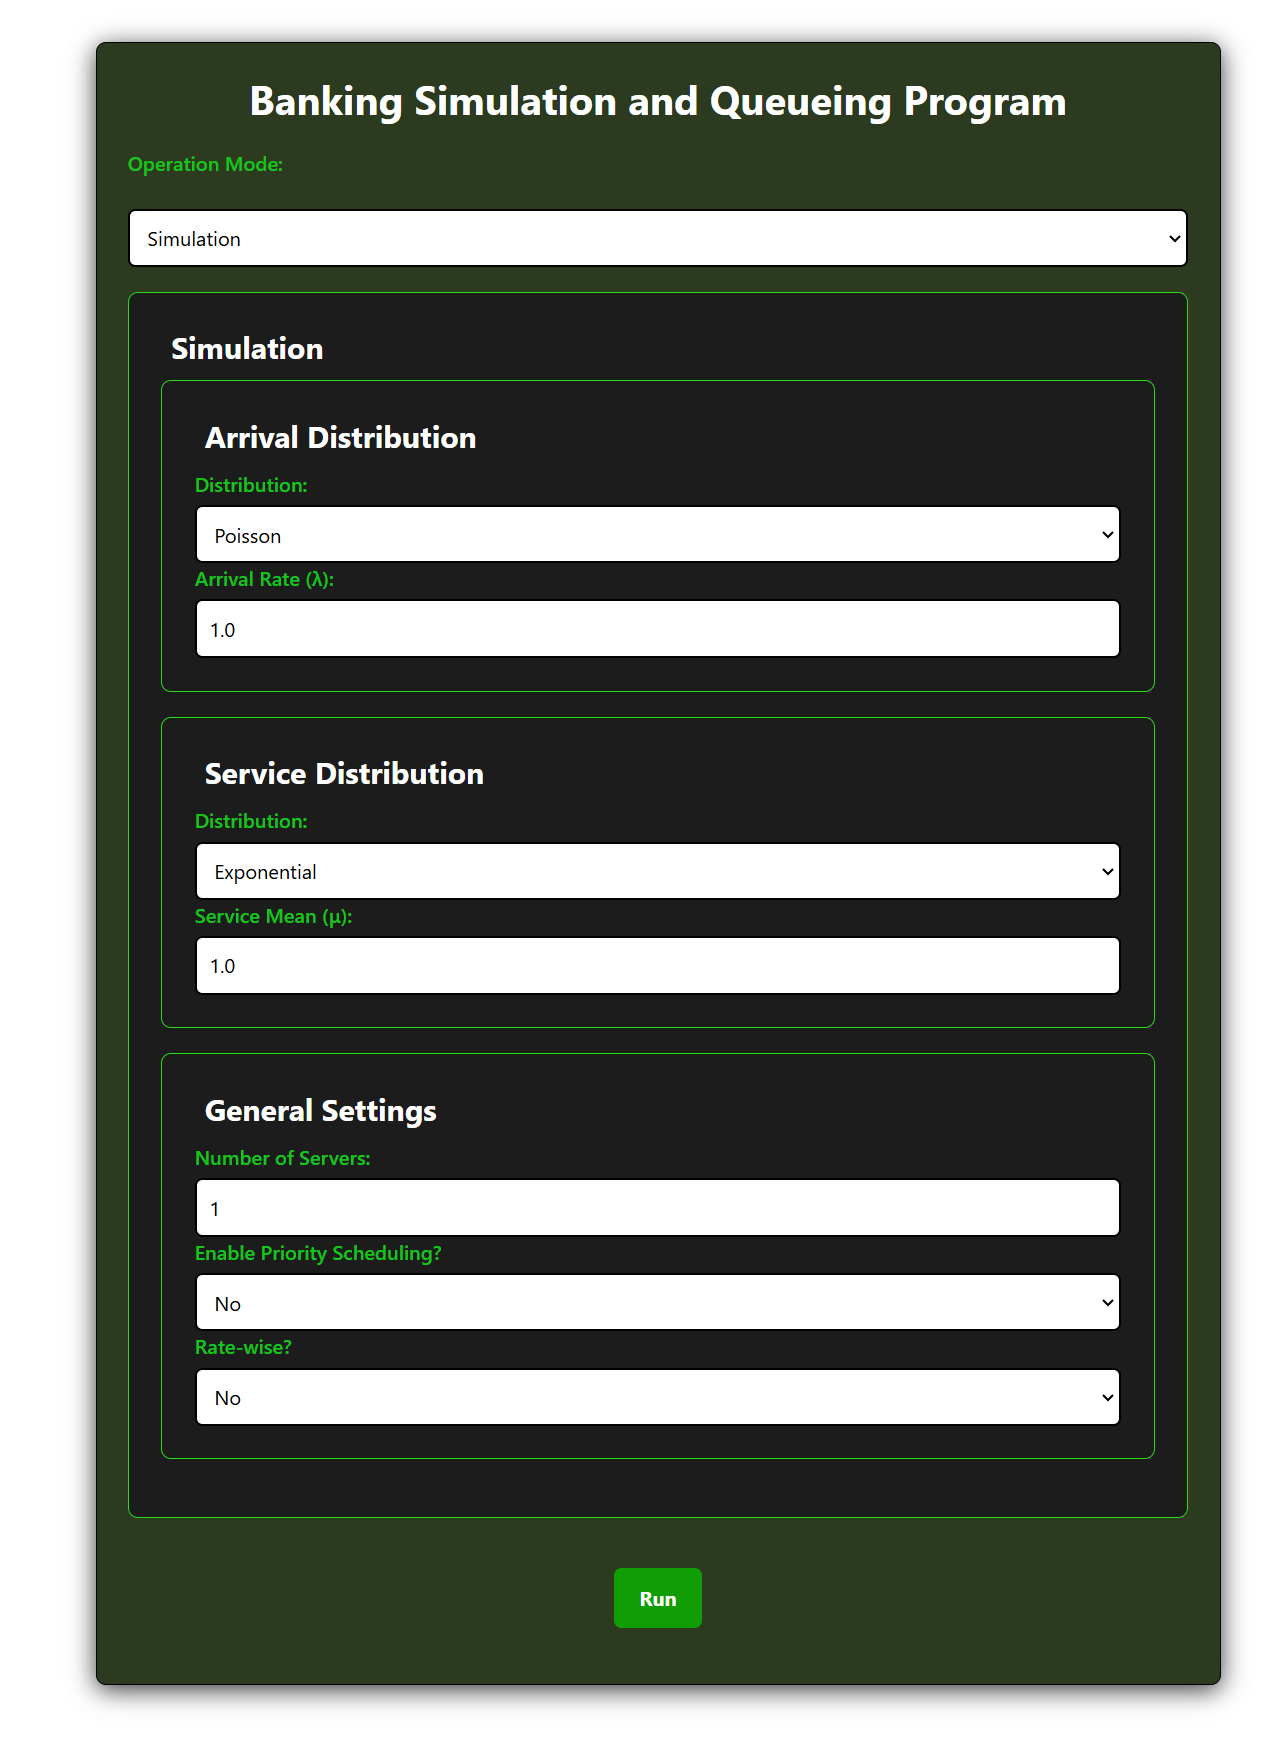 Banking Simulation and Queueing Program
Operation Mode:
Simulation
Simulation
Arrival Distribution
Distribution:
Poisson
Arrival Rate (λ):
1.0
Service Distribution
Distribution:
Exponential
Service Mean (μ):
1.0
General Settings
Number of Servers:
1
Enable Priority Scheduling?
No
Rate-wise?
No
Run